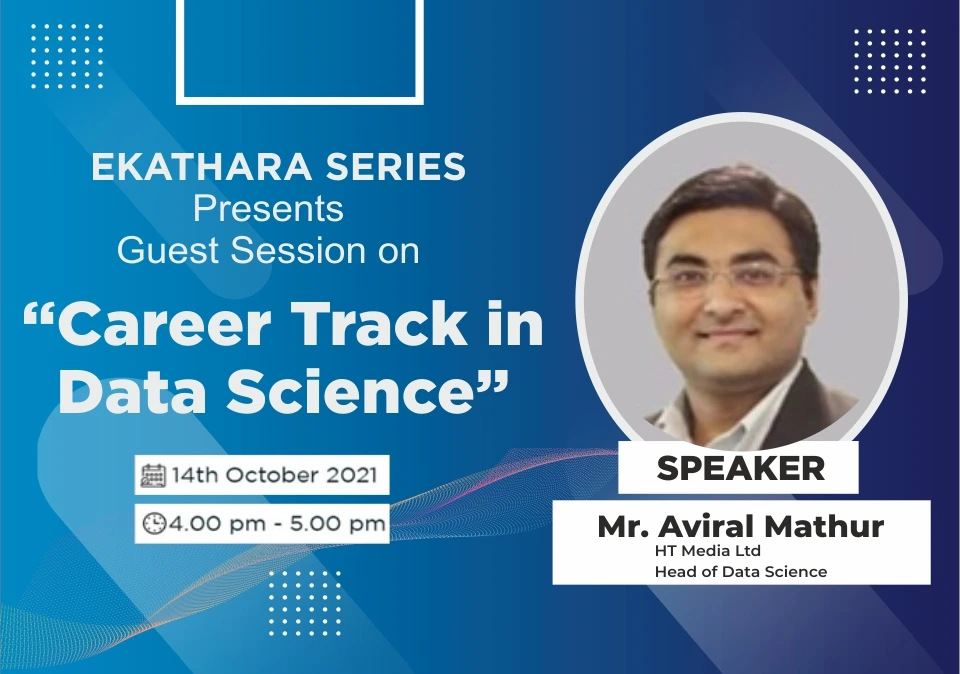 EKATHARA SERIES
Presents
Guest Session on
“Career Track in
Data Science”
14th October 2021
4.00 pm - 5.00 pm
SPEAKER
Mr. Aviral Mathur
HT Media Ltd
Head of Data Science